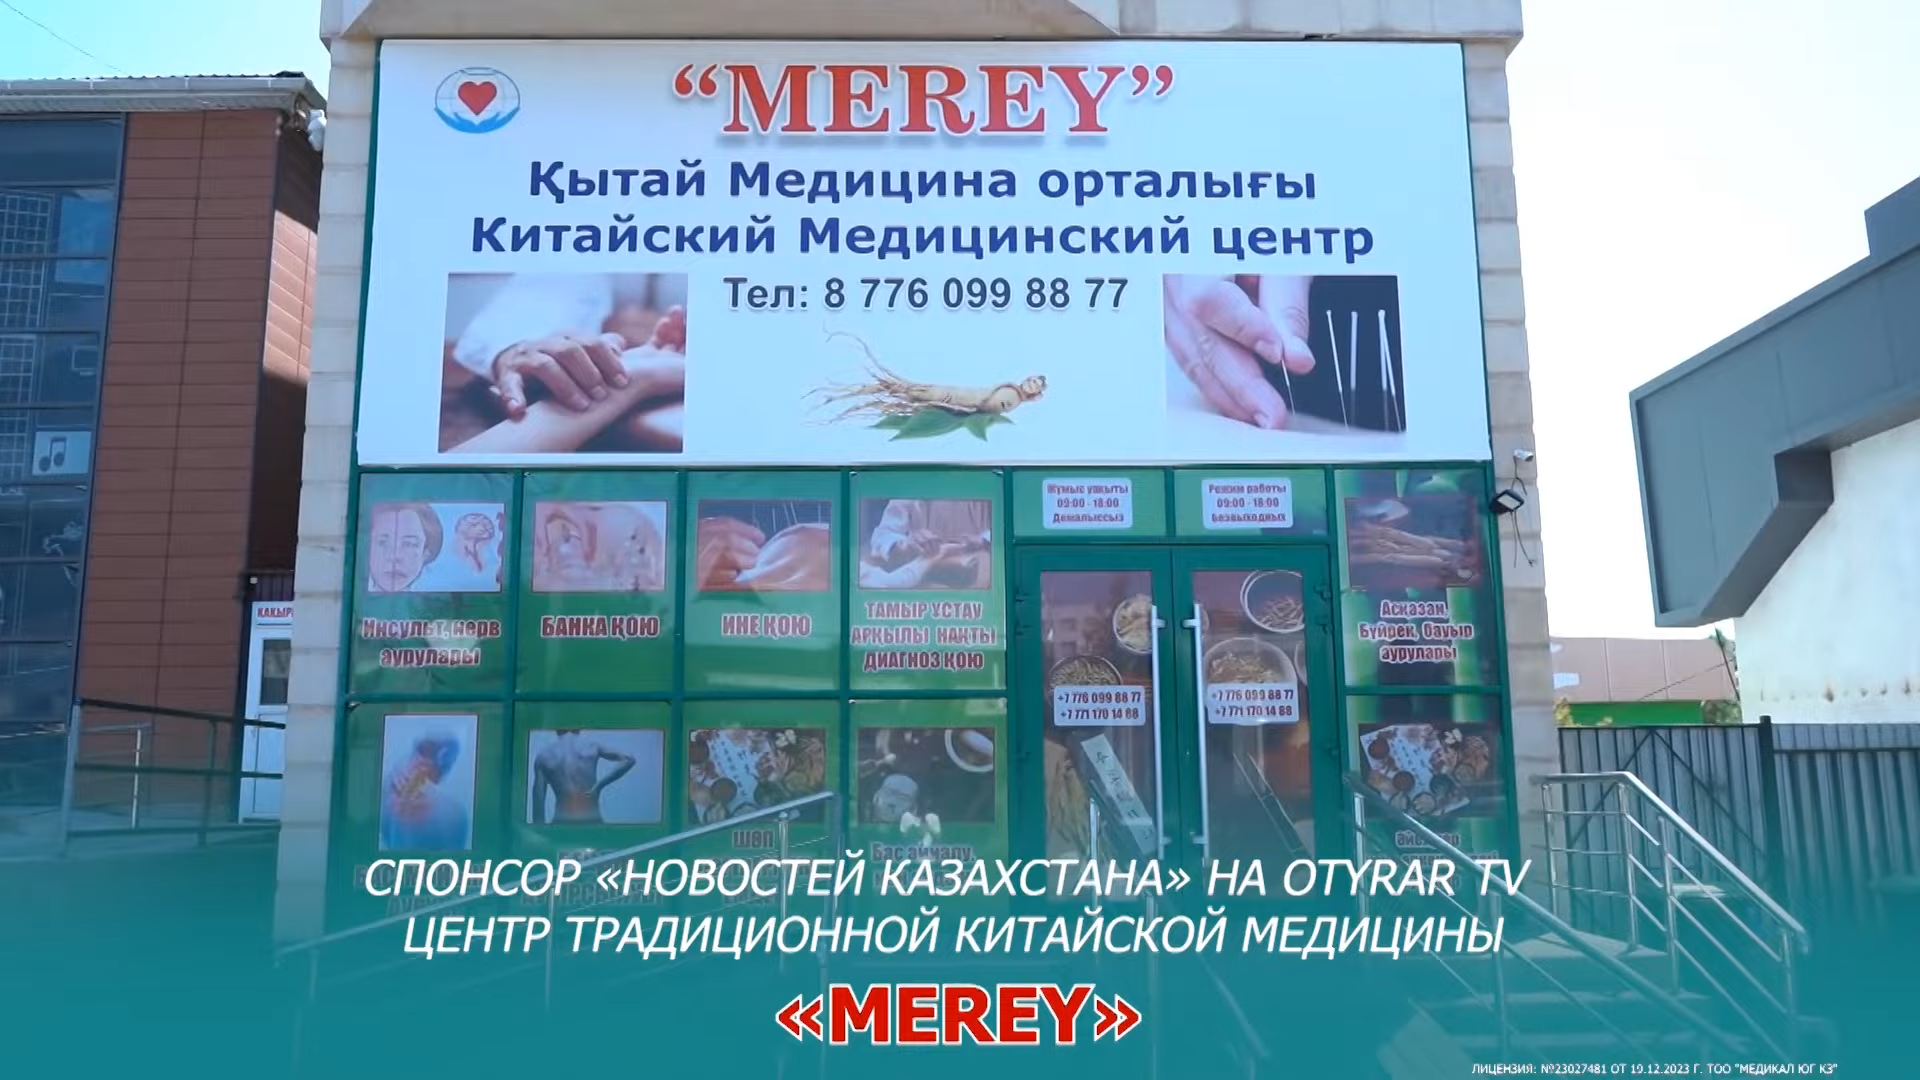 “MEREY”
Қытай Медицина орталығы
Китайский Медицинский центр
Тел: 8 776 099 88 77
Жұмыс уақыты
09:00 - 18:00
Демалыссыз
Режим работы
09:00 - 18:00
Безвыходных
Инсульт, нерв
аурулары
БАНКА ҚОЮ
ИНЕ ҚОЮ
ТАМЫР ҰСТАУ
АРҚЫЛЫ НАҚТЫ
ДИАГНОЗ ҚОЮ
Асқазан,
Бүйрек, бауыр
аурулары
+7 776 099 88 77
+7 771 170 14 88
+7 776 099 88 77
+7 771 170 14 88
шөп
Бас айналу,
СПОНСОР «НОВОСТЕЙ КАЗАХСТАНА» НА OTYRAR TV
ЦЕНТР ТРАДИЦИОННОЙ КИТАЙСКОЙ МЕДИЦИНЫ
«MEREY»
ЛИЦЕНЗИЯ: №23027481 ОТ 19.12.2023 Г. ТОО "МЕДИКАЛ ЮГ КЗ"